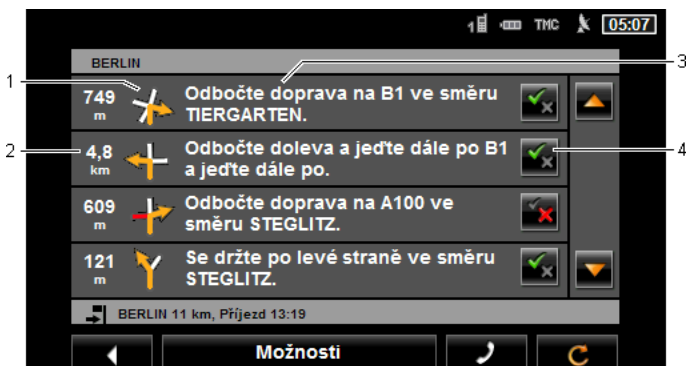 1 TMC 05:07
BERLIN
3
1
749 m
Odbočte doprava na B1 ve směru
TIERGARTEN.
2
4,8 km
Odbočte doleva a jeďte dále po B1
a jeďte dále po.
4
609 m
Odbočte doprava na A100 ve
směru STEGLITZ.
121 m
Se držte po levé straně ve směru
STEGLITZ.
BERLIN 11 km, Příjezd 13:19
Možnosti